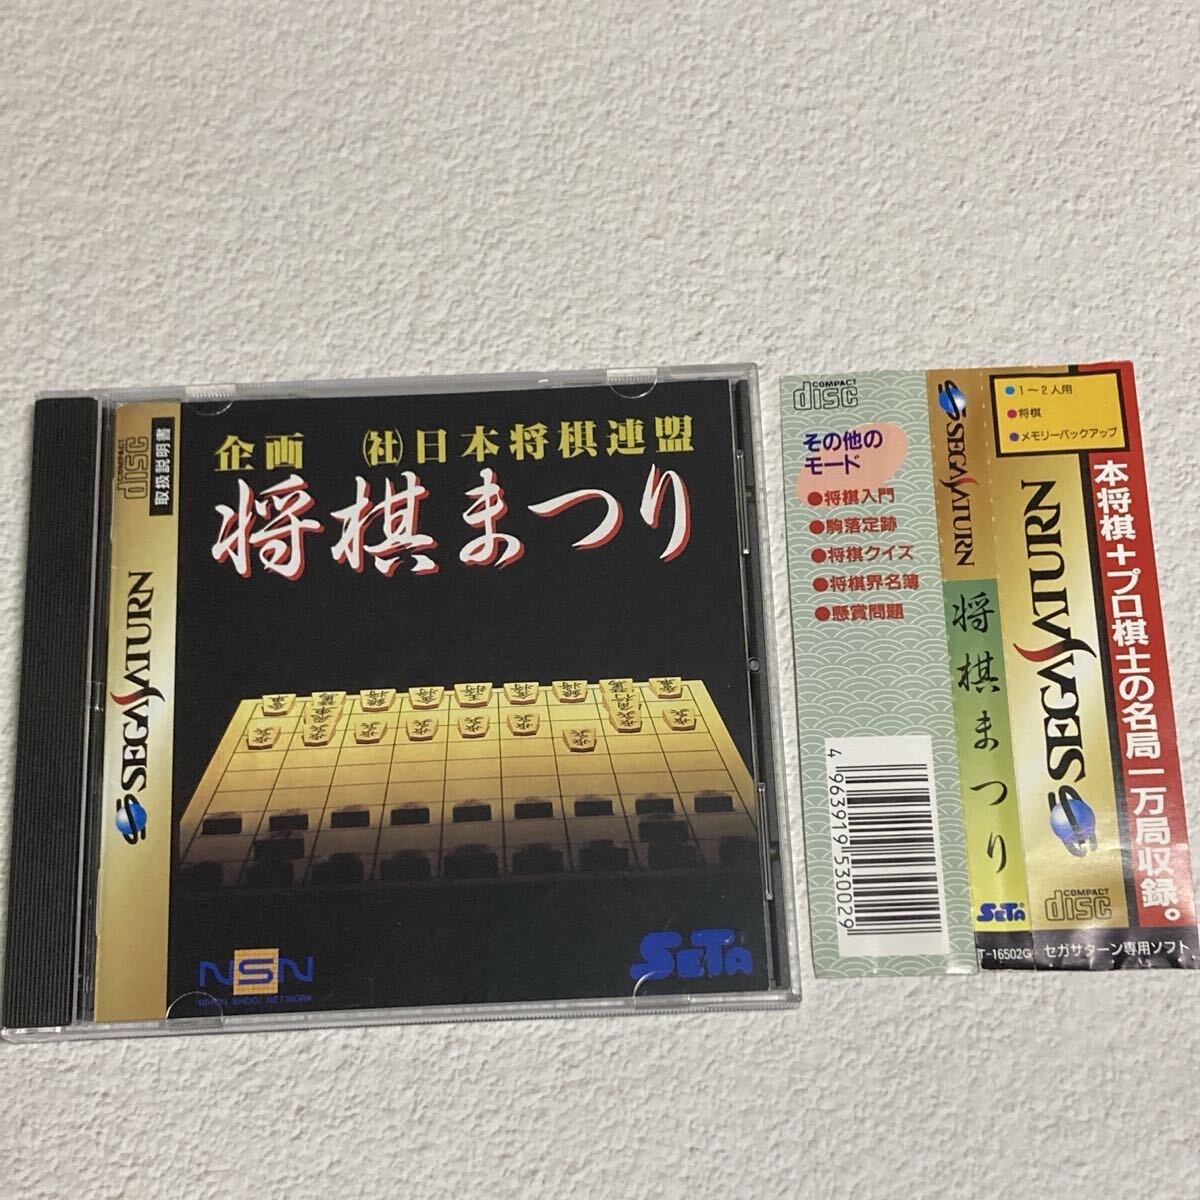 COMPACT
disc
取扱説明書
SEGA SATURN
企画 ㈳日本将棋連盟
将棋まつり
NSN
NIHON SHOGI NETWORK
SETA
COMPACT
disc
その他の
モード
●将棋入門
●駒落定跡
●将棋クイズ
●将棋界名簿
●懸賞問題
4 963919 530029
SEGA SATURN
将棋まつり
SETA
T-16502G
●1～2人用
●将棋
●メモリーバックアップ
SEGA SATURN
COMPACT
disc
本将棋+プロ棋士の名局一万局収録。
セガサターン専用ソフト